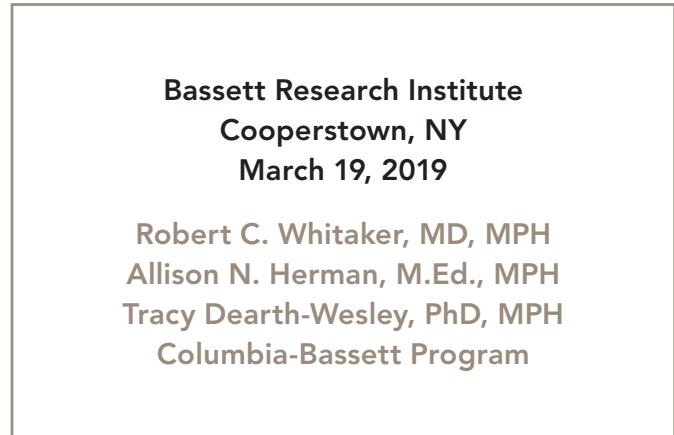 Bassett Research Institute
Cooperstown, NY
March 19, 2019
Robert C. Whitaker, MD, MPH
Allison N. Herman, M.Ed., MPH
Tracy Dearth-Wesley, PhD, MPH
Columbia-Bassett Program